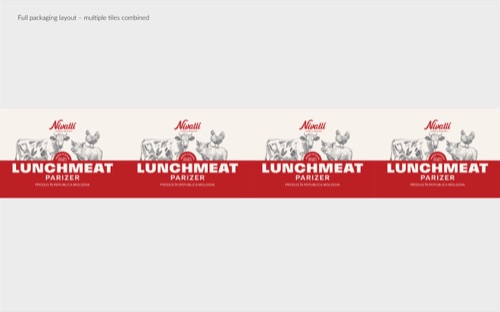 Full packaging layout – multiple tiles combined
Nivalli
Nivalli
Nivalli
Nivalli
LUNCHMEAT
LUNCHMEAT
LUNCHMEAT
LUNCHMEAT
PARIZER
PARIZER
PARIZER
PARIZER
PRODUS ÎN REPUBLICA MOLDOVA
PRODUS ÎN REPUBLICA MOLDOVA
PRODUS ÎN REPUBLICA MOLDOVA
PRODUS ÎN REPUBLICA MOLDOVA